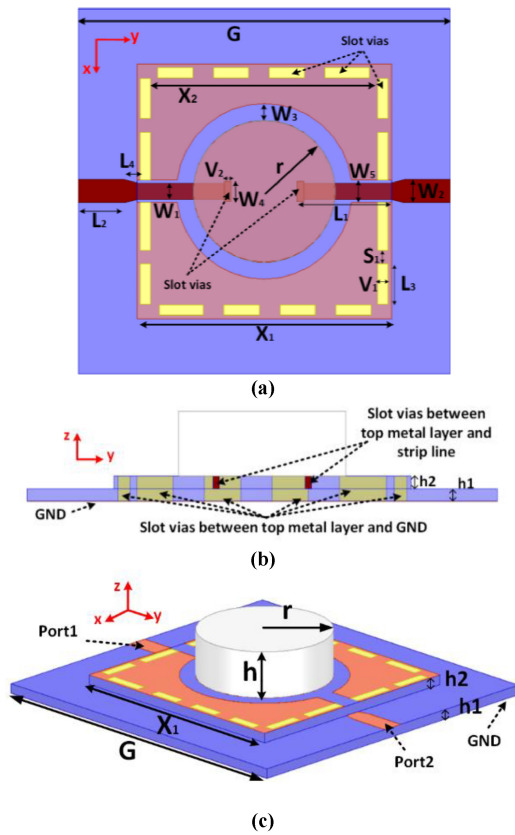 G
y
x
Slot vias
X2
W3
L4
r
V2
W5
W1
W4
W2
L2
L1
S1
Slot vias
V1
L3
X1
(a)
z
y
Slot vias between
top metal layer and
strip line
h2
h1
GND
Slot vias between top metal layer and GND
(b)
z
x
y
r
Port1
h
h2
X1
h1
GND
G
Port2
(c)